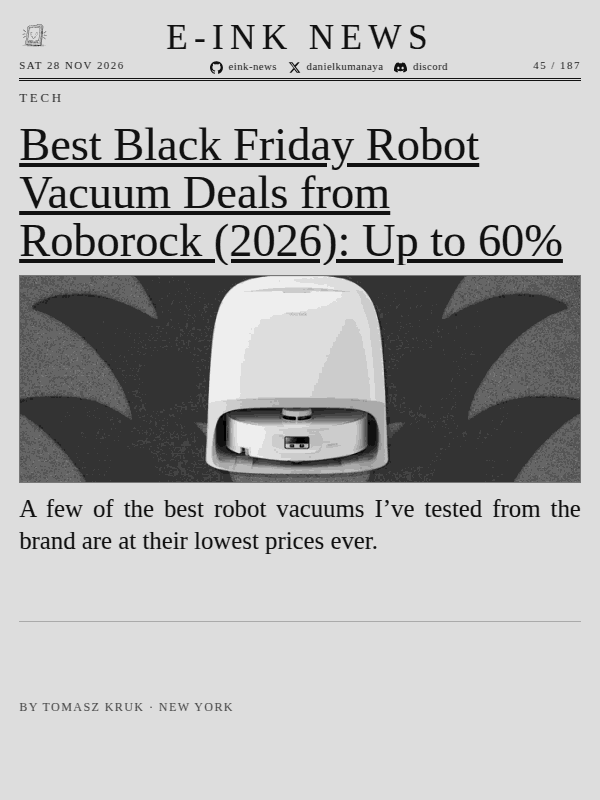 E-INK NEWS
SAT 28 NOV 2026
eink-news
danielkumanaya
discord
45 / 187
TECH
Best Black Friday Robot
Vacuum Deals from
Roborock (2026): Up to 60%
A few of the best robot vacuums I’ve tested from the
brand are at their lowest prices ever.
BY TOMASZ KRUK · NEW YORK